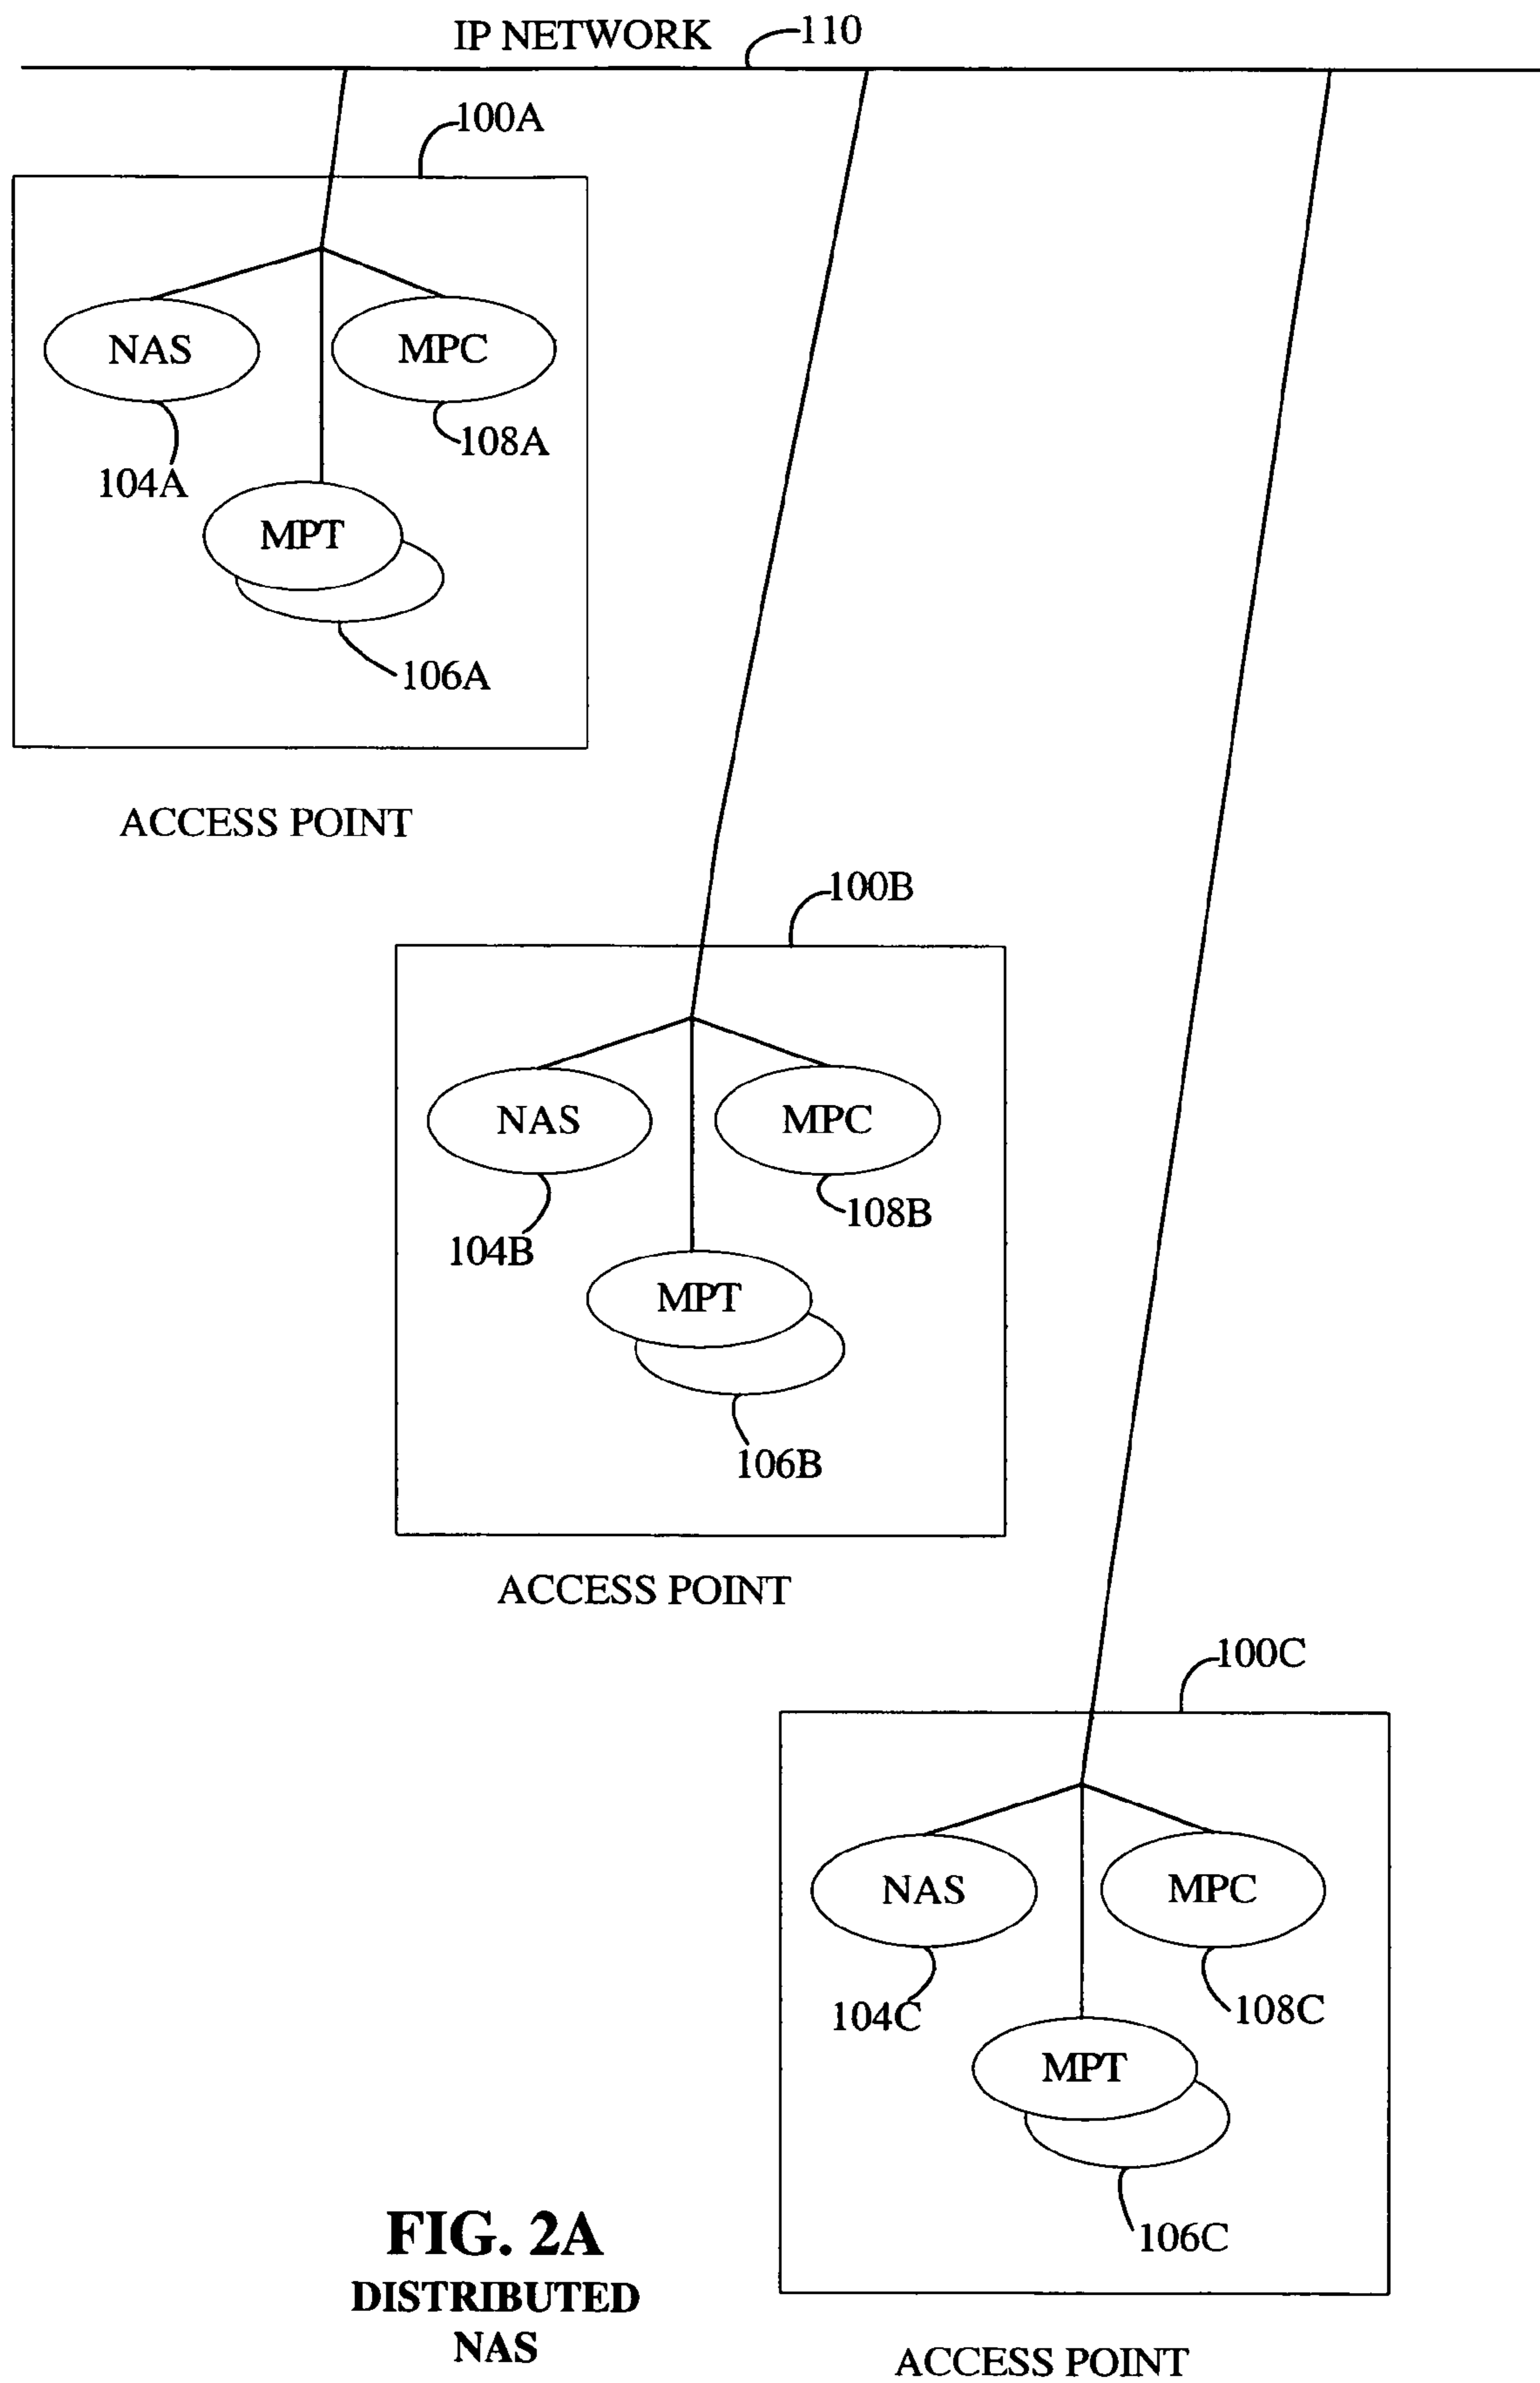 IP NETWORK
110
100A
NAS
MPC
108A
104A
MPT
106A
ACCESS POINT
100B
NAS
MPC
108B
104B
MPT
106B
ACCESS POINT
100C
NAS
MPC
108C
104C
MPT
106C
FIG. 2A
DISTRIBUTED
NAS
ACCESS POINT